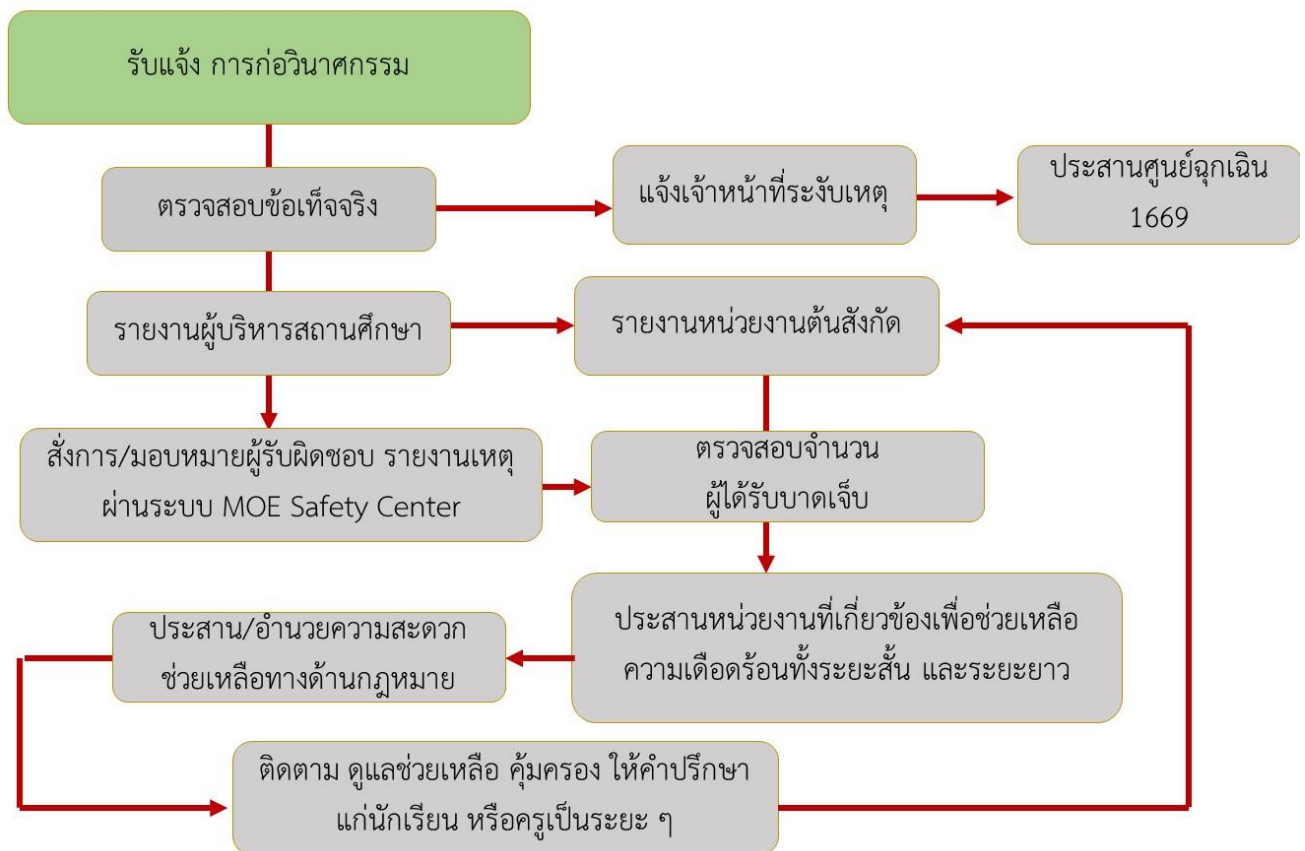 รับแจ้ง การก่อวินาศกรรม
ตรวจสอบข้อเท็จจริง
แจ้งเจ้าหน้าที่ระงับเหตุ
ประสานศูนย์ฉุกเฉิน
1669
รายงานผู้บริหารสถานศึกษา
รายงานหน่วยงานต้นสังกัด
สั่งการ/มอบหมายผู้รับผิดชอบ รายงานเหตุ
ผ่านระบบ MOE Safety Center
ตรวจสอบจำนวน
ผู้ได้รับบาดเจ็บ
ประสานหน่วยงานที่เกี่ยวข้องเพื่อช่วยเหลือ
ความเดือดร้อนทั้งระยะสั้น และระยะยาว
ประสาน/อำนวยความสะดวก
ช่วยเหลือทางด้านกฎหมาย
ติดตาม ดูแลช่วยเหลือ คุ้มครอง ให้คำปรึกษา
แก่นักเรียน หรือครูเป็นระยะ ๆ